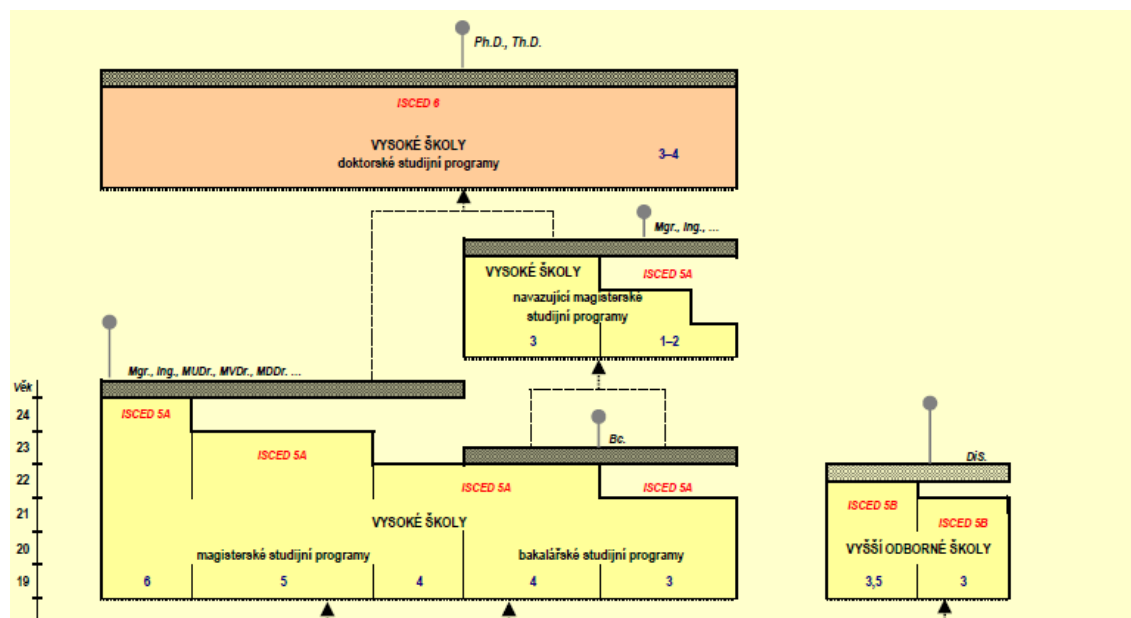 Ph.D., Th.D.
ISCED 6
VYSOKÉ ŠKOLY
doktorské studijní programy
3–4
Mgr., Ing., ...
VYSOKÉ ŠKOLY
ISCED 5A
navazující magisterské
studijní programy
3
1–2
Mgr., Ing., MUDr., MVDr., MDDr. ...
Věk
24
ISCED 5A
Bc.
23
ISCED 5A
DiS.
22
ISCED 5A
ISCED 5A
ISCED 5B
21
VYSOKÉ ŠKOLY
ISCED 5B
20
magisterské studijní programy
bakalářské studijní programy
VYŠŠÍ ODBORNÉ ŠKOLY
19
6
5
4
4
3
3,5
3